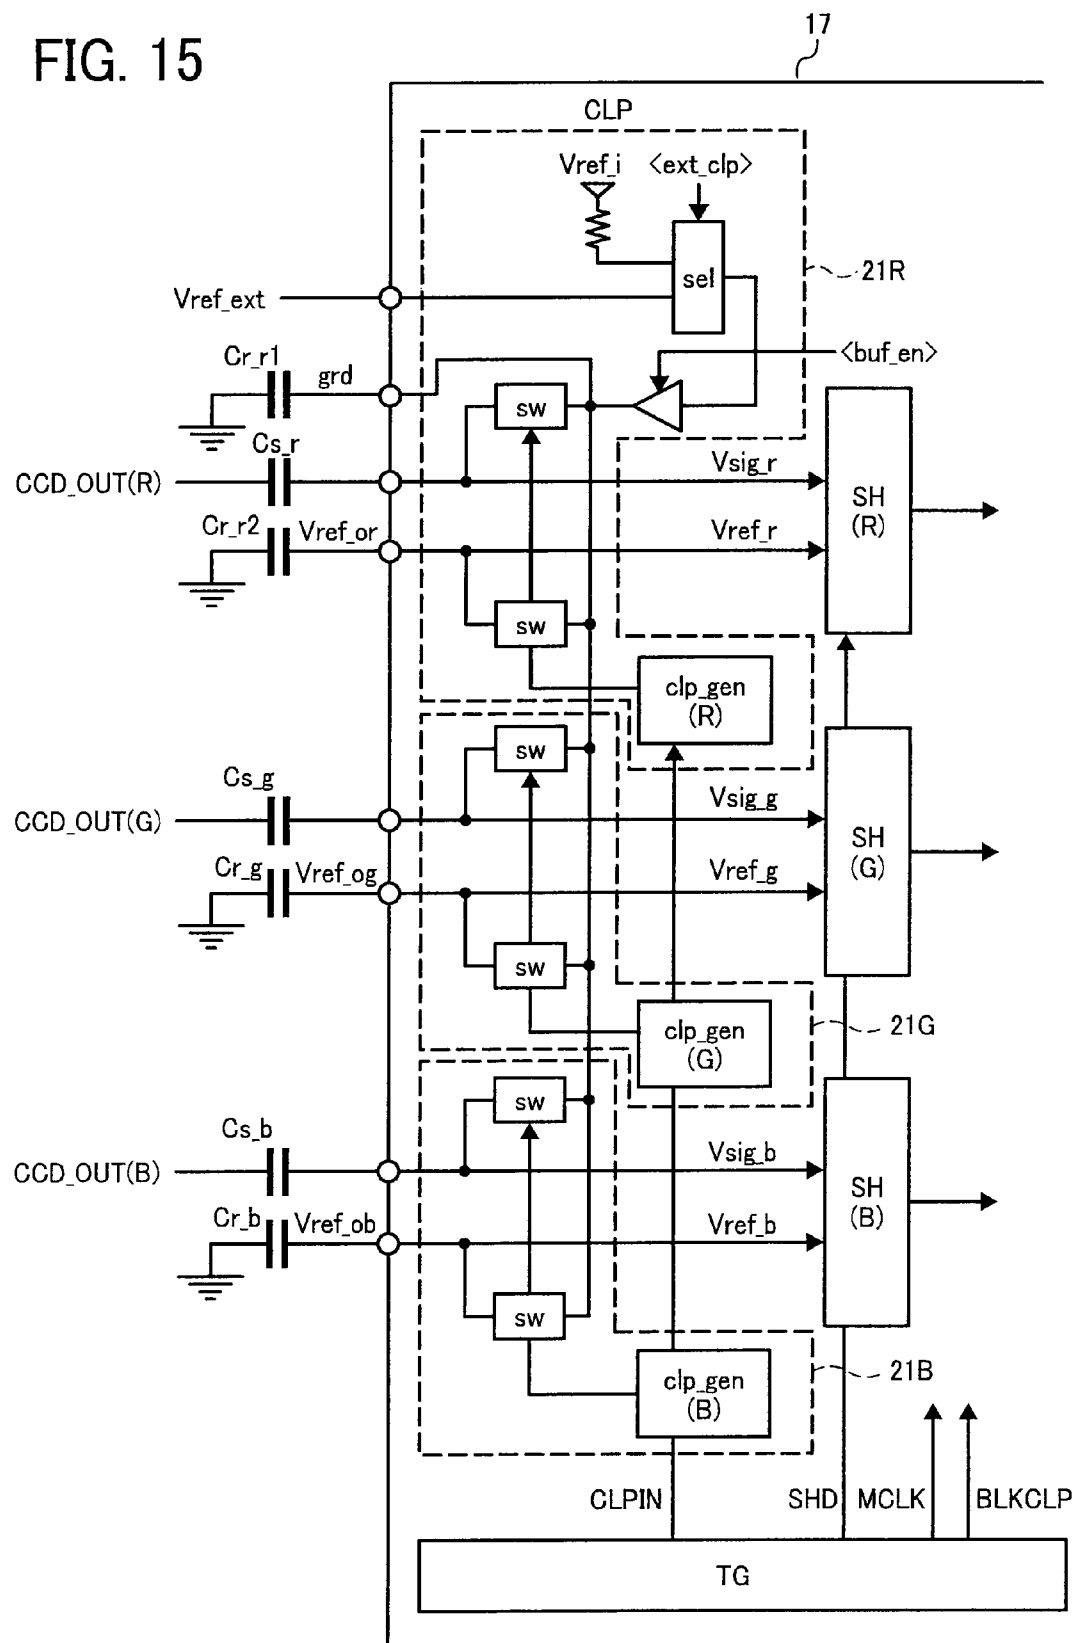 FIG. 15
17
CLP
Vref_i
<ext_clp>
sel
21R
Vref_ext
Cr_r1
grd
<buf_en>
sw
Cs_r
CCD_OUT(R)
Vsig_r
SH
(R)
Cr_r2
Vref_or
Vref_r
sw
clp_gen
(R)
sw
Cs_g
CCD_OUT(G)
Vsig_g
SH
(G)
Cr_g
Vref_og
Vref_g
sw
clp_gen
(G)
21G
sw
Cs_b
CCD_OUT(B)
Vsig_b
SH
(B)
Cr_b
Vref_ob
Vref_b
sw
clp_gen
(B)
21B
CLPIN
SHD
MCLK
BLKCLP
TG